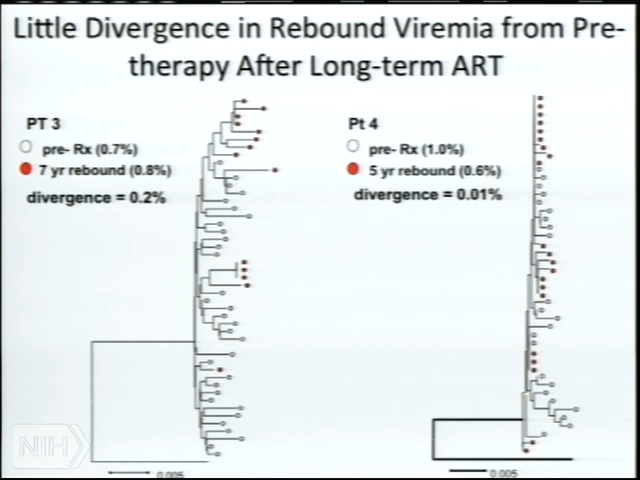 Little Divergence in Rebound Viremia from Pre-
therapy After Long-term ART
PT 3
pre- Rx (0.7%)
7 yr rebound (0.8%)
divergence = 0.2%
Pt 4
pre- Rx (1.0%)
5 yr rebound (0.6%)
divergence = 0.01%
NIH
0.005
0.005